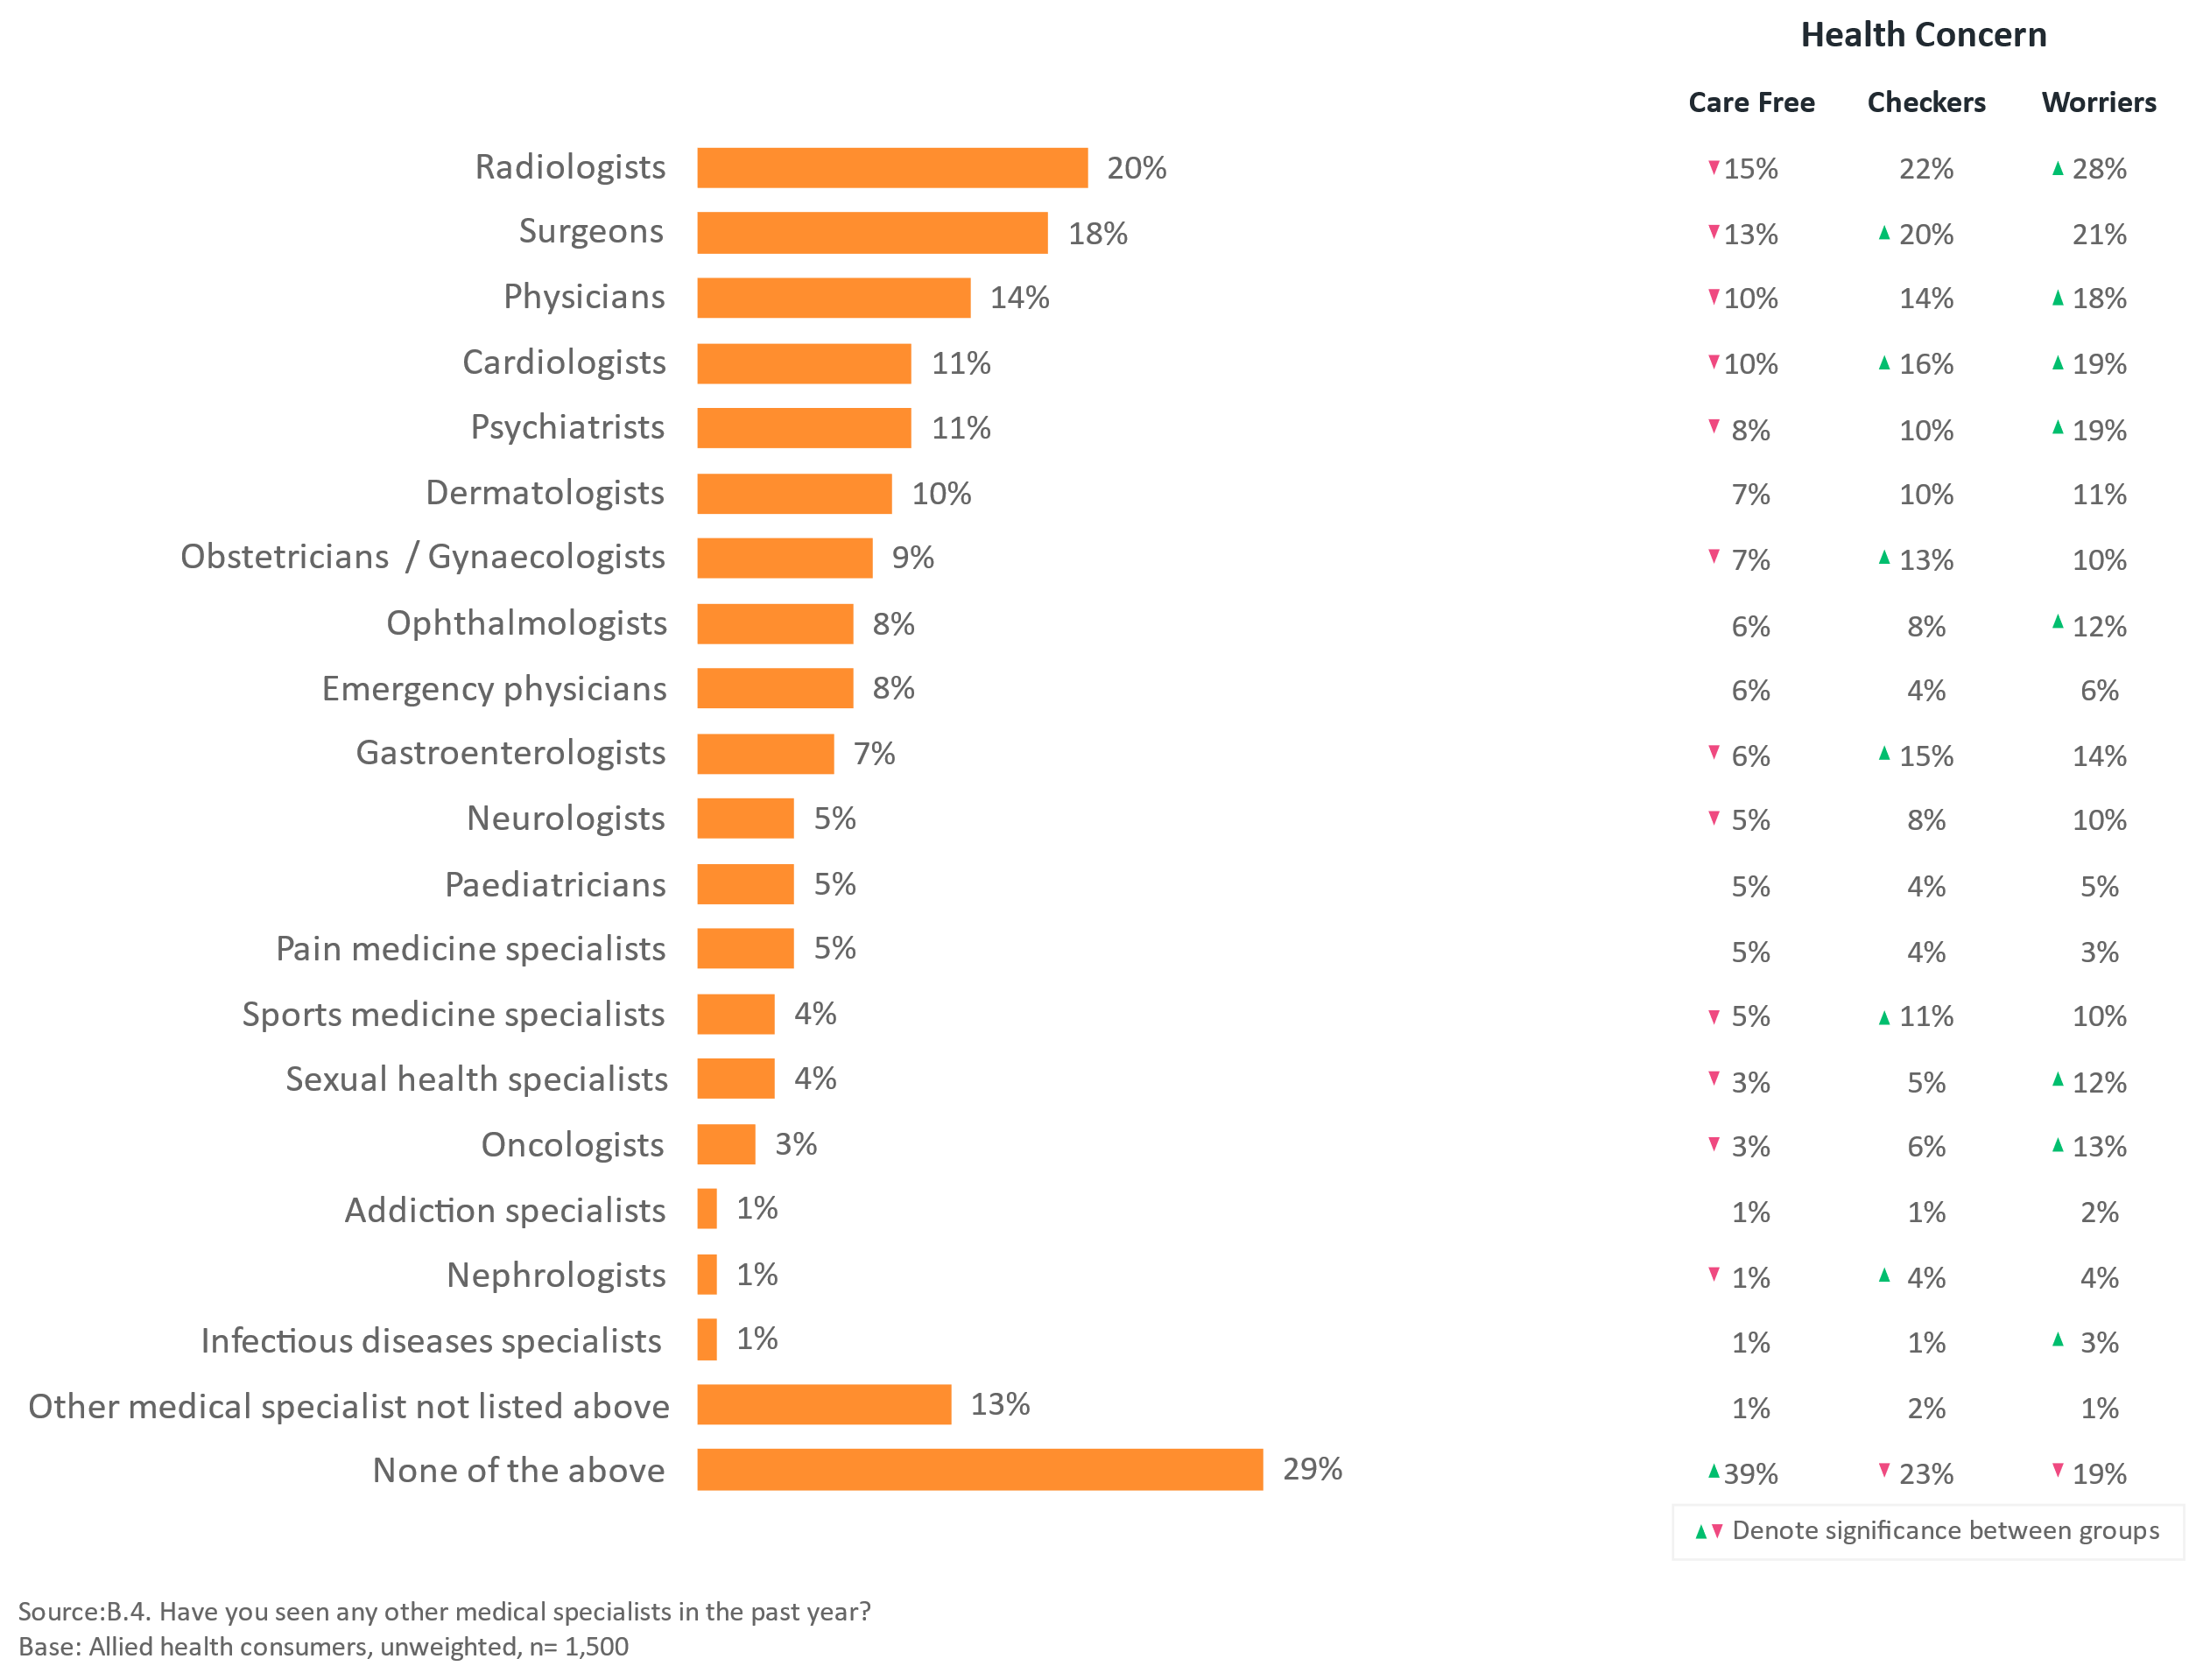 Health Concern
Care Free Checkers Worriers
Radiologists 20% ▼ 15% 22% ▲ 28%
Surgeons 18% ▼ 13% ▲ 20% 21%
Physicians 14% ▼ 10% 14% ▲ 18%
Cardiologists 11% ▼ 10% ▲ 16% ▲ 19%
Psychiatrists 11% ▼ 8% 10% ▲ 19%
Dermatologists 10% 7% 10% 11%
Obstetricians / Gynaecologists 9% ▼ 7% ▲ 13% 10%
Ophthalmologists 8% 6% 8% ▲ 12%
Emergency physicians 8% 6% 4% 6%
Gastroenterologists 7% ▼ 6% ▲ 15% 14%
Neurologists 5% ▼ 5% 8% 10%
Paediatricians 5% 5% 4% 5%
Pain medicine specialists 5% 5% 4% 3%
Sports medicine specialists 4% ▼ 5% ▲ 11% 10%
Sexual health specialists 4% ▼ 3% 5% ▲ 12%
Oncologists 3% ▼ 3% 6% ▲ 13%
Addiction specialists 1% 1% 1% 2%
Nephrologists 1% ▼ 1% ▲ 4% 4%
Infectious diseases specialists 1% 1% 1% ▲ 3%
Other medical specialist not listed above 13% 1% 2% 1%
None of the above 29% ▲ 39% ▼ 23% ▼ 19%
▲▼ Denote significance between groups
Source:B.4. Have you seen any other medical specialists in the past year?
Base: Allied health consumers, unweighted, n= 1,500